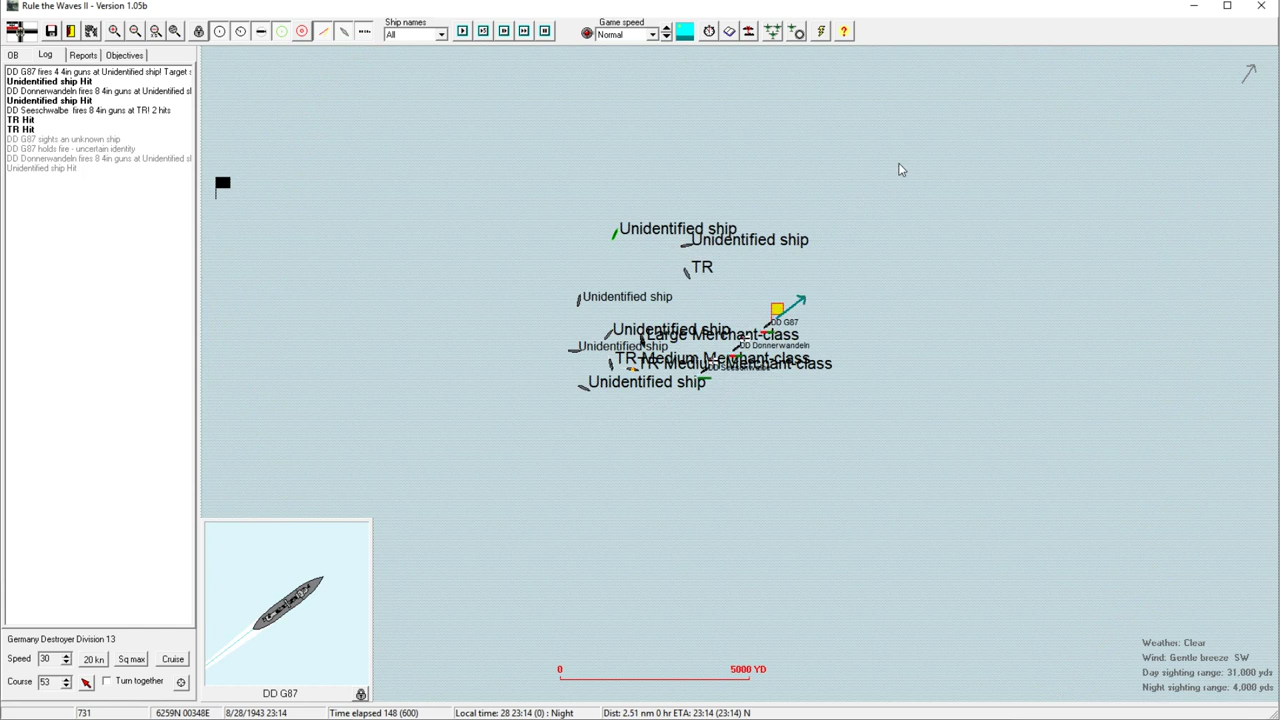 Rule the Waves II - Version 1.05b
Ship names
All
Game speed
Normal
OB Log Reports Objectives
DD G87 fires 4 4in guns at Unidentified ship! Target
Unidentified ship Hit
DD Donnerwandeln fires 8 4in guns at Unidentified
Unidentified ship Hit
DD Seeschwalbe fires 8 4in guns at TR! 2 hits
TR Hit
TR Hit
DD G87 sights an unknown ship
DD G87 holds fire - uncertain identity
DD Donnerwandeln fires 8 4in guns at Unidentified
Unidentified ship Hit
Unidentified ship
Unidentified ship
TR
Unidentified ship
DD G87
Unidentified ship
Large Merchant-class
DD Donnerwandeln
Unidentified ship
TR Medium Merchant-class
TR Medium Merchant-class
DD Seeschwalbe
Unidentified ship
0 5000 YD
Weather: Clear
Wind: Gentle breeze SW
Day sighting range: 31,000 yds
Night sighting range: 4,000 yds
Germany Destroyer Division 13
Speed 30 20 kn Sq max Cruise
Course 53 Turn together
DD G87
731 6259N 00348E 8/28/1943 23:14 Time elapsed 148 (600) Local time: 28 23:14 (0) : Night Dist: 2.51 nm 0 hr ETA: 23:14 (23:14) N